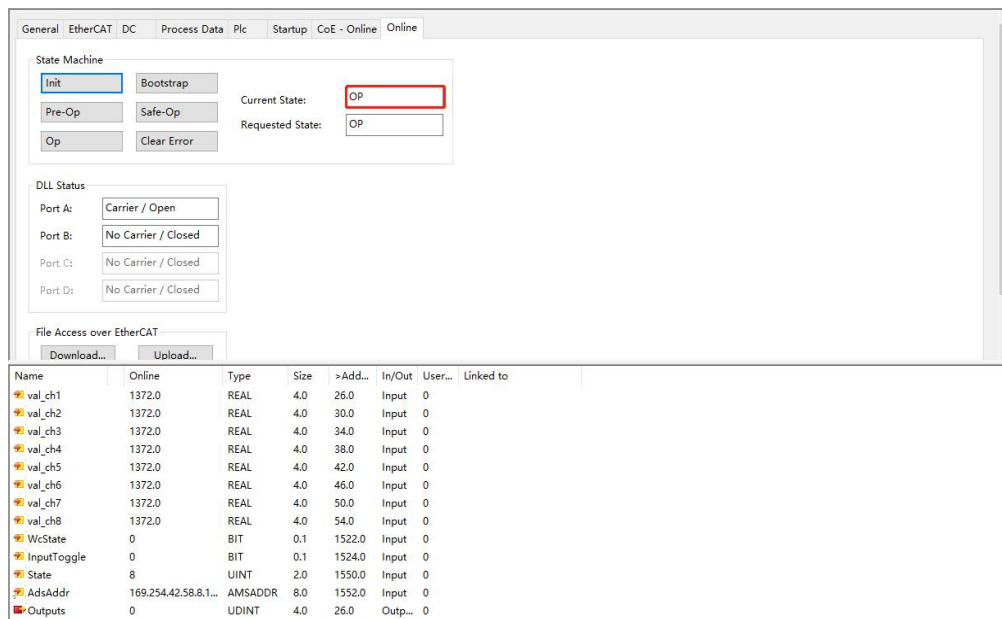 General EtherCAT DC Process Data Plc Startup CoE - Online Online
State Machine
Init Bootstrap
Current State: OP
Pre-Op Safe-Op
Requested State: OP
Op Clear Error
DLL Status
Port A: Carrier / Open
Port B: No Carrier / Closed
Port C: No Carrier / Closed
Port D: No Carrier / Closed
File Access over EtherCAT
Download... Upload...
Name Online Type Size >Add... In/Out User... Linked to
val_ch1 1372.0 REAL 4.0 26.0 Input 0
val_ch2 1372.0 REAL 4.0 30.0 Input 0
val_ch3 1372.0 REAL 4.0 34.0 Input 0
val_ch4 1372.0 REAL 4.0 38.0 Input 0
val_ch5 1372.0 REAL 4.0 42.0 Input 0
val_ch6 1372.0 REAL 4.0 46.0 Input 0
val_ch7 1372.0 REAL 4.0 50.0 Input 0
val_ch8 1372.0 REAL 4.0 54.0 Input 0
WcState 0 BIT 0.1 1522.0 Input 0
InputToggle 0 BIT 0.1 1524.0 Input 0
State 8 UINT 2.0 1550.0 Input 0
AdsAddr 169.254.42.58.8.1... AMSADDR 8.0 1552.0 Input 0
Outputs 0 UDINT 4.0 26.0 Outp... 0